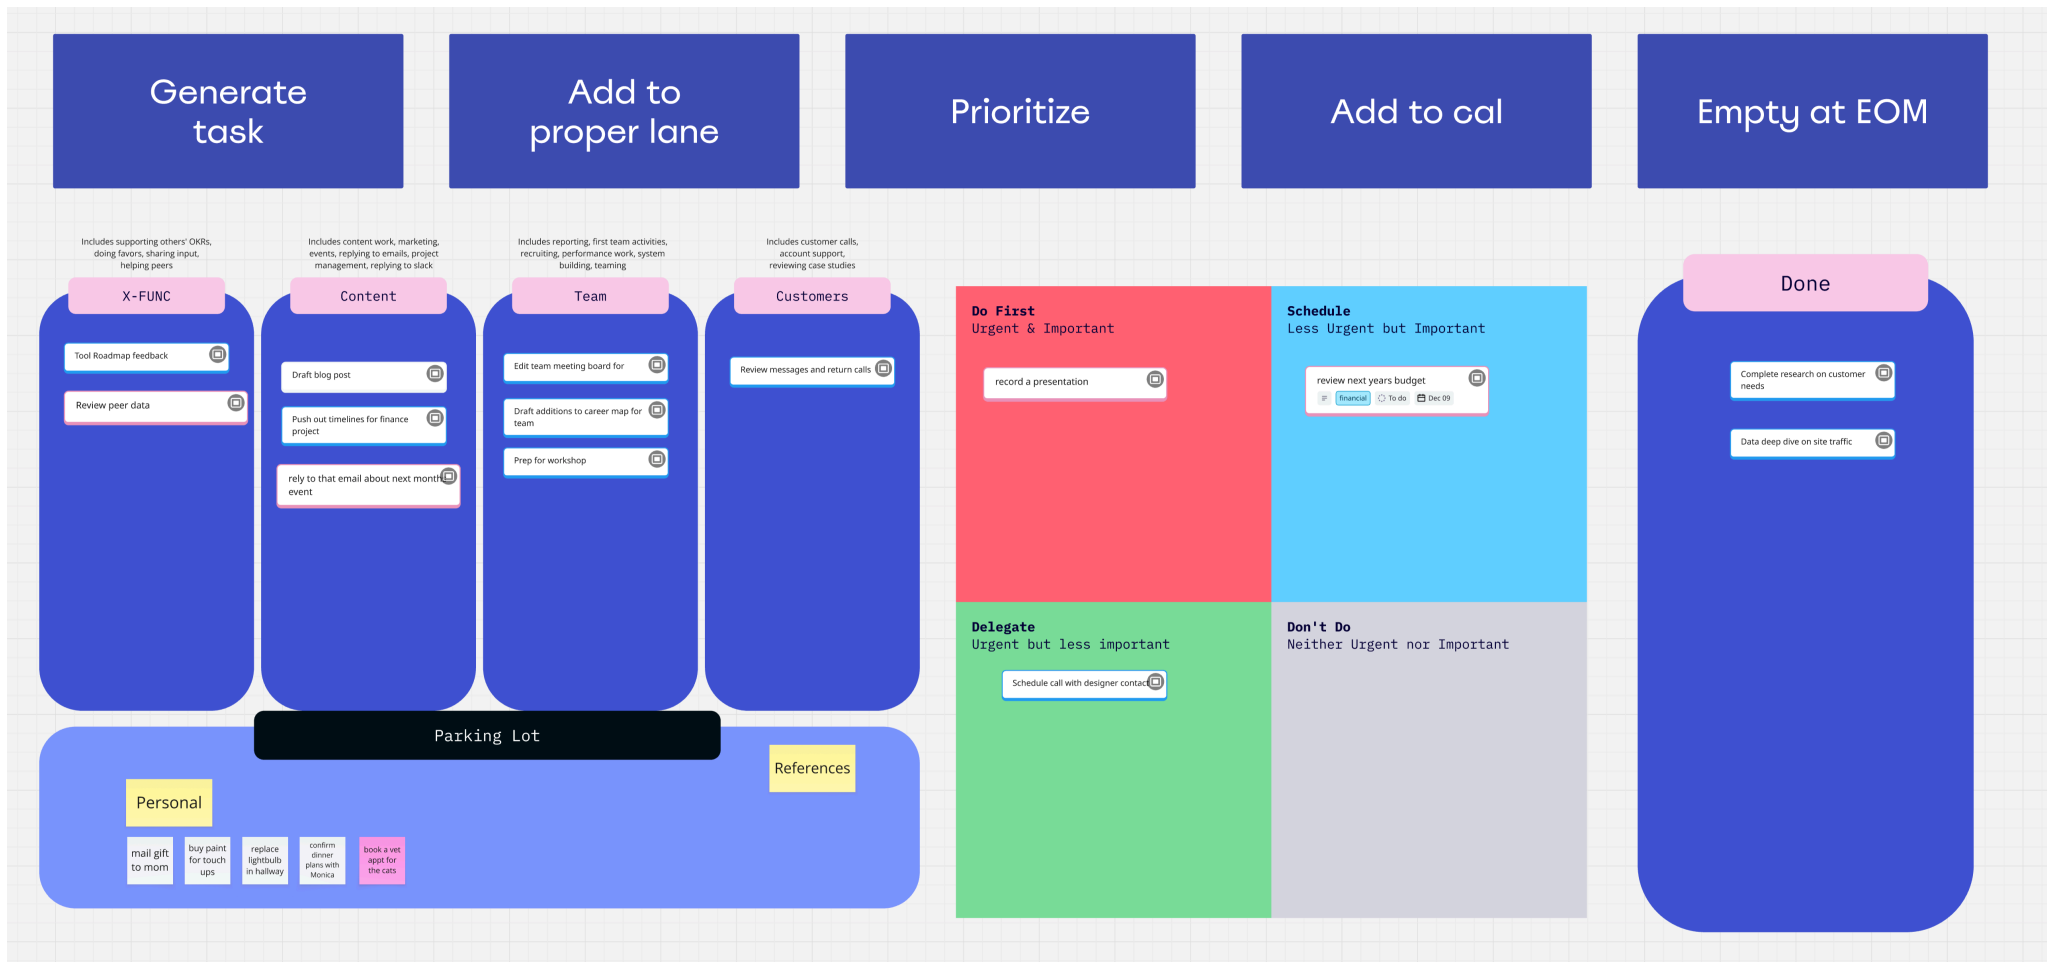 Generate
task
Add to
proper lane
Prioritize
Add to cal
Empty at EOM
Includes supporting others' OKRs,
doing favors, sharing input,
helping peers
X-FUNC
Tool Roadmap feedback
Review peer data
Includes content work, marketing,
events, replying to emails, project
management, replying to slack
Content
Draft blog post
Push out timelines for finance
project
rely to that email about next month
event
Includes reporting, first team activities,
recruiting, performance work, system
building, teaming
Team
Edit team meeting board for
Draft additions to career map for
team
Prep for workshop
Includes customer calls,
account support,
reviewing case studies
Customers
Review messages and return calls
Parking Lot
References
Personal
mail gift
to mom
buy paint
for touch
ups
replace
lightbulb
in hallway
confirm
dinner
plans with
Monica
book a vet
appt for
the cats
Do First
Urgent & Important
record a presentation
Schedule
Less Urgent but Important
review next years budget
financial
To do
Dec 09
Delegate
Urgent but less important
Schedule call with designer contact
Don't Do
Neither Urgent nor Important
Done
Complete research on customer
needs
Data deep dive on site traffic